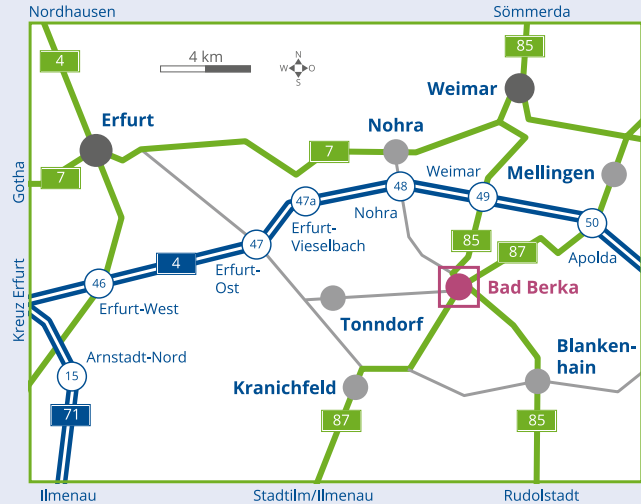 Nordhausen
Sömmerda
4
4 km
N
W
O
S
85
Weimar
Erfurt
Nohra
7
Weimar
Mellingen
Gotha
7
47a
48
Nohra
49
50
Apolda
Erfurt-
Vieselbach
47
Erfurt-
Ost
4
85
87
46
Erfurt-West
Bad Berka
Kreuz Erfurt
Tonndorf
Arnstadt-Nord
15
Blanken-
hain
Kranichfeld
71
87
85
Ilmenau
Stadtilm/Ilmenau
Rudolstadt